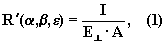 R′(α,β,ε) = I / (E⊥ · A), (1)